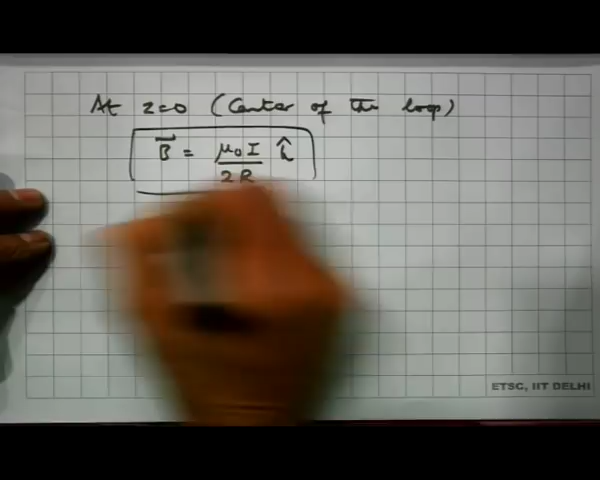 At z=0 (Center of the loop)
B⃗ = μ₀I / 2R k̂
ETSC, IIT DELHI